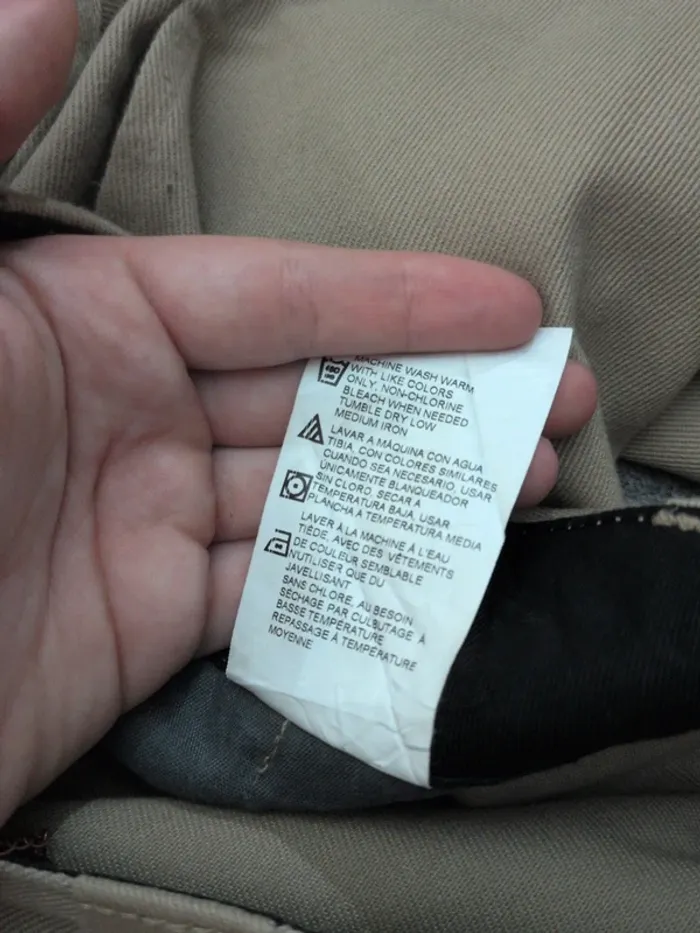 MACHINE WASH WARM
WITH LIKE COLORS
ONLY, NON-CHLORINE
BLEACH WHEN NEEDED
TUMBLE DRY LOW
MEDIUM IRON
LAVAR A MÁQUINA CON AGUA
TIBIA, CON COLORES SIMILARES
CUANDO SEA NECESARIO, USAR
ÚNICAMENTE BLANQUEADOR
SIN CLORO, SECAR A
TEMPERATURA BAJA, USAR
PLANCHA A TEMPERATURA MEDIA
LAVER À LA MACHINE À L'EAU
TIÈDE, AVEC DES VÊTEMENTS
DE COULEUR SEMBLABLE
N'UTILISER QUE DU
JAVELLISANT
SANS CHLORE, AU BESOIN
SÉCHAGE PAR CULBUTAGE À
BASSE TEMPÉRATURE
REPASSAGE À TEMPÉRATURE
MOYENNE